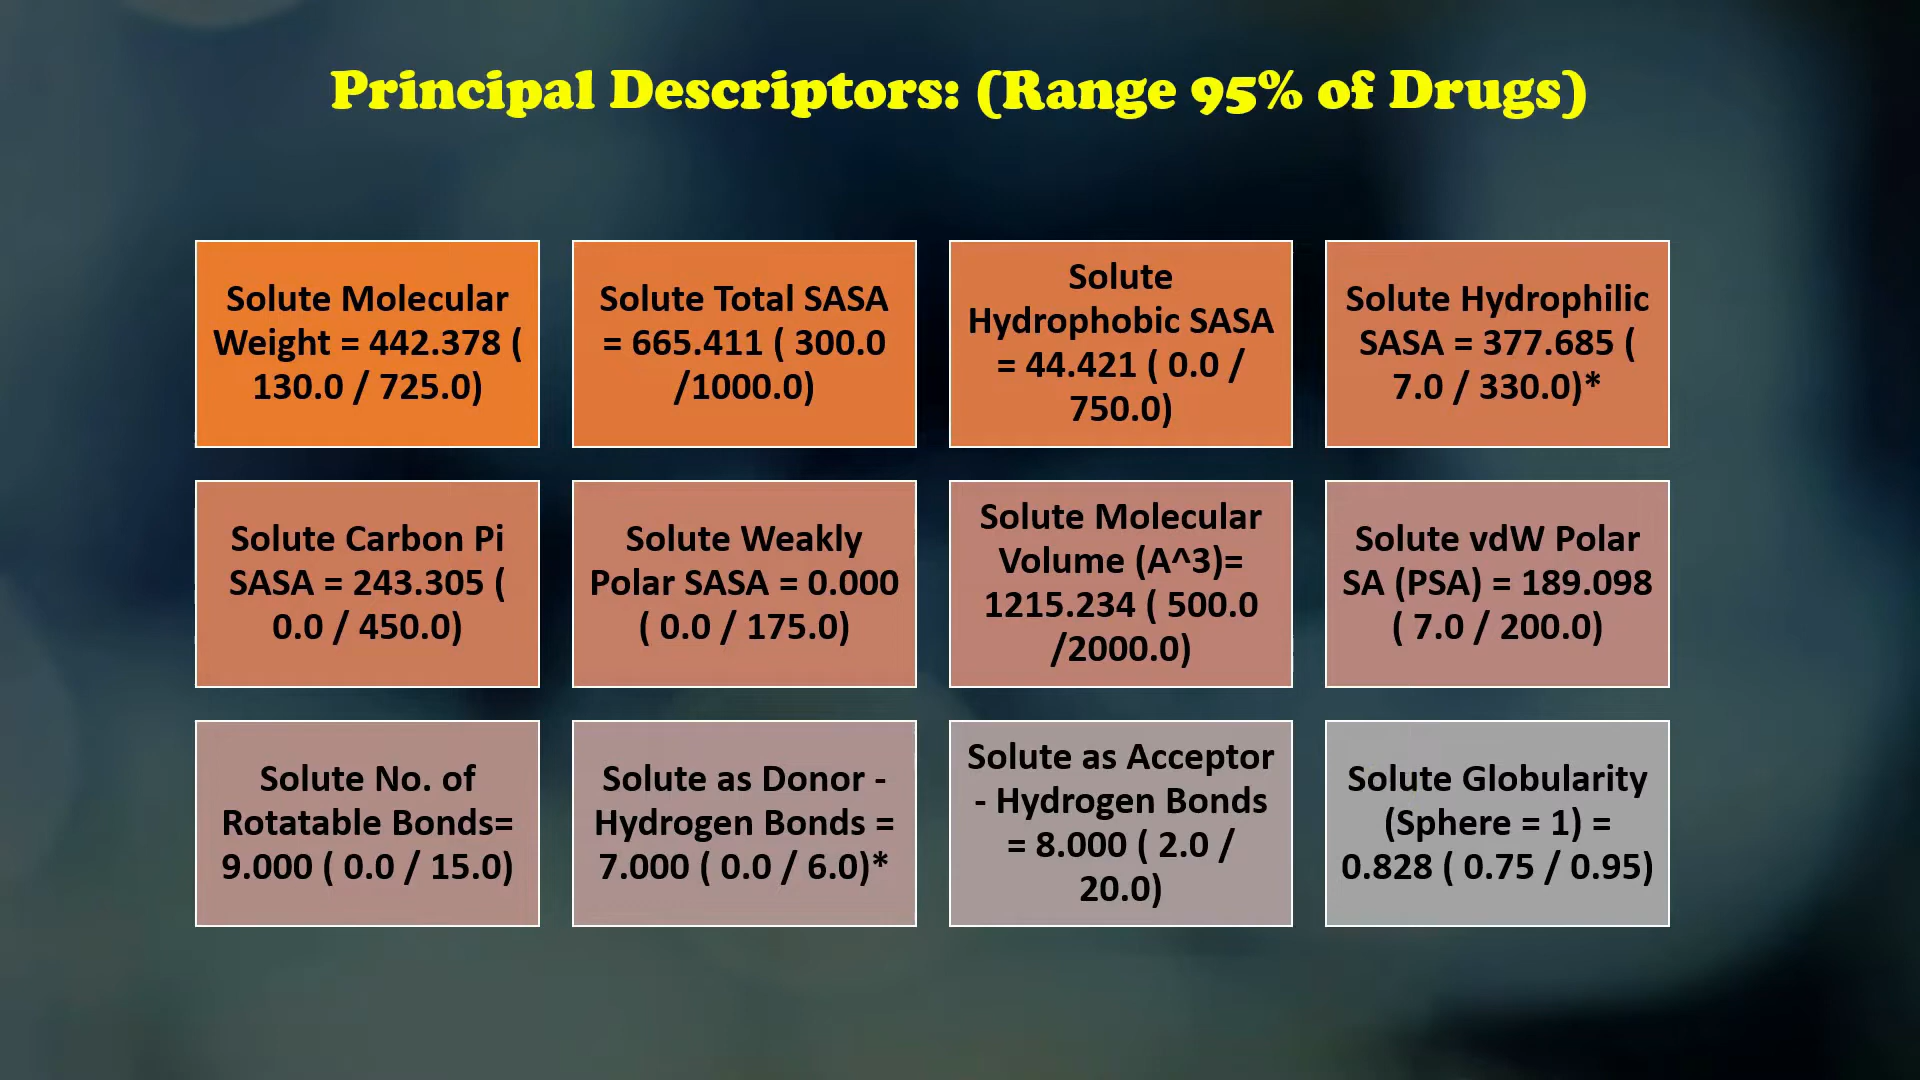 Principal Descriptors: (Range 95% of Drugs)
Solute Molecular
Weight = 442.378 (
130.0 / 725.0)
Solute Total SASA
= 665.411 ( 300.0
/1000.0)
Solute
Hydrophobic SASA
= 44.421 ( 0.0 /
750.0)
Solute Hydrophilic
SASA = 377.685 (
7.0 / 330.0)*
Solute Carbon Pi
SASA = 243.305 (
0.0 / 450.0)
Solute Weakly
Polar SASA = 0.000
( 0.0 / 175.0)
Solute Molecular
Volume (A^3)=
1215.234 ( 500.0
/2000.0)
Solute vdW Polar
SA (PSA) = 189.098
( 7.0 / 200.0)
Solute No. of
Rotatable Bonds=
9.000 ( 0.0 / 15.0)
Solute as Donor -
Hydrogen Bonds =
7.000 ( 0.0 / 6.0)*
Solute as Acceptor
- Hydrogen Bonds
= 8.000 ( 2.0 /
20.0)
Solute Globularity
(Sphere = 1) =
0.828 ( 0.75 / 0.95)